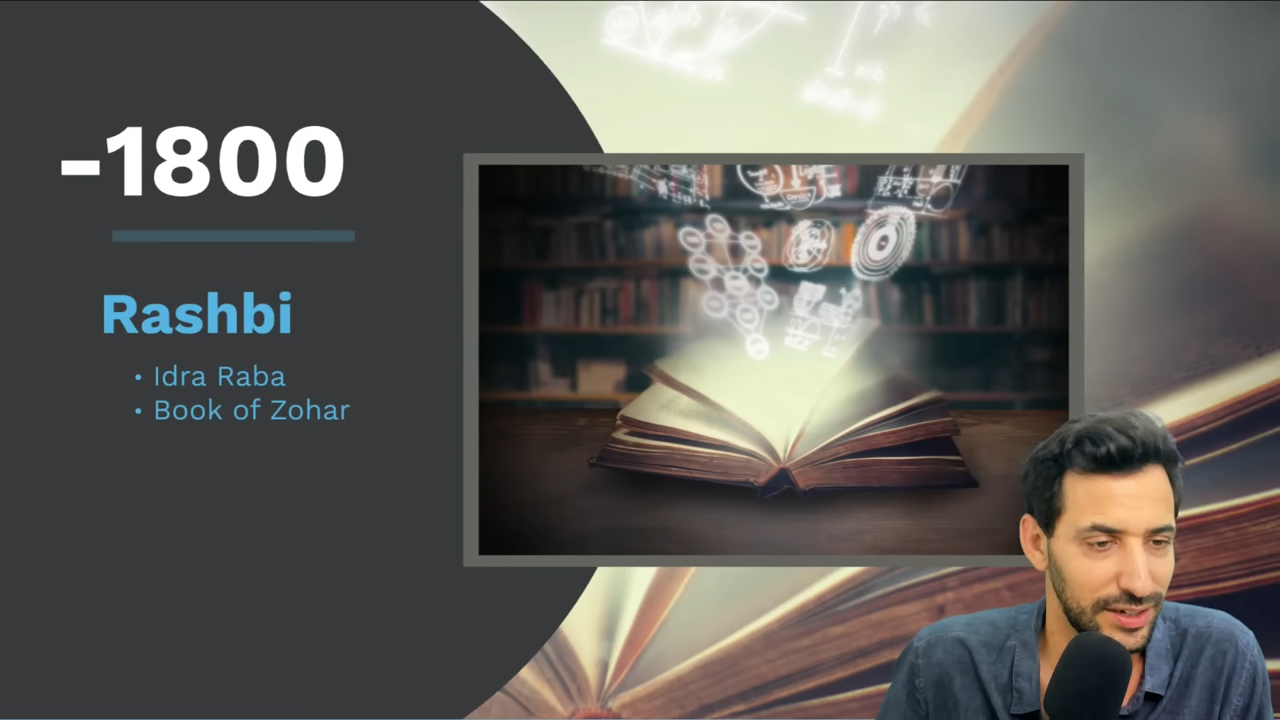 -1800
Rashbi
• Idra Raba
• Book of Zohar